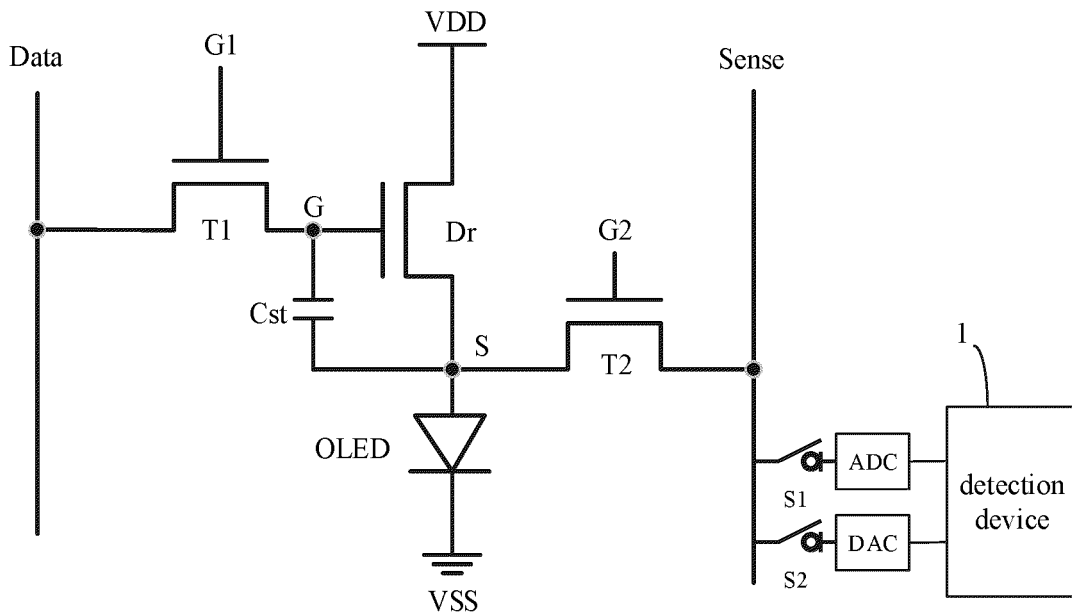 VDD
G1
Data
Sense
G
T1
Dr
G2
Cst
S
T2
1
OLED
ADC
S1
detection
device
DAC
S2
VSS